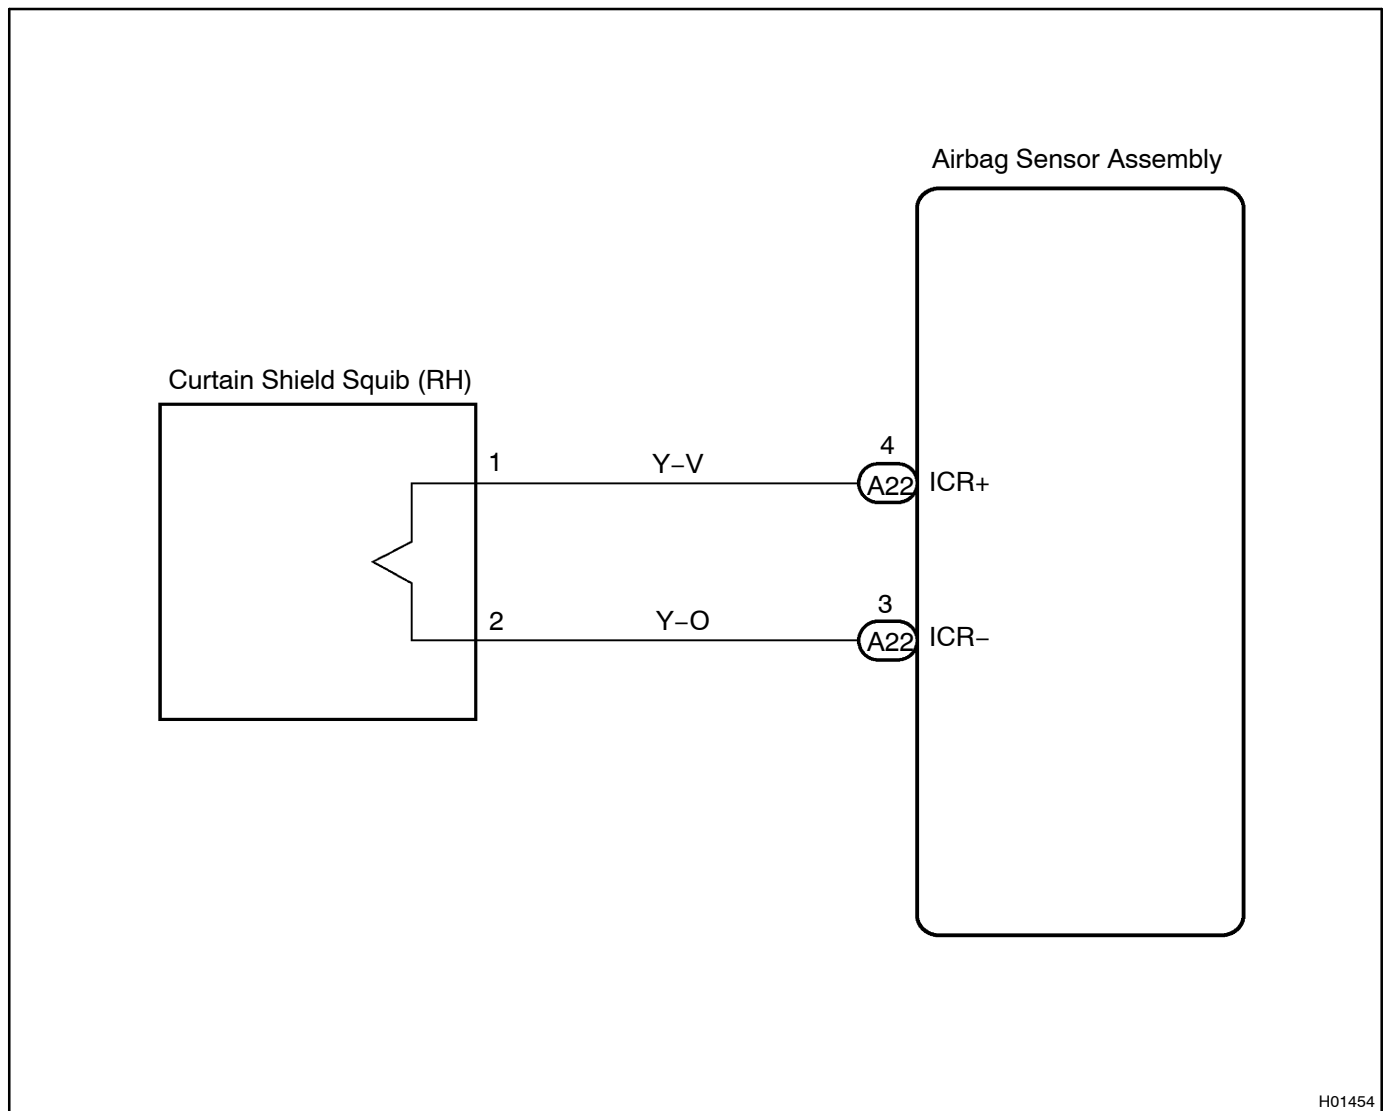 Airbag Sensor Assembly
Curtain Shield Squib (RH)
1 Y−V 4 A22 ICR+
2 Y−O 3 A22 ICR−
H01454